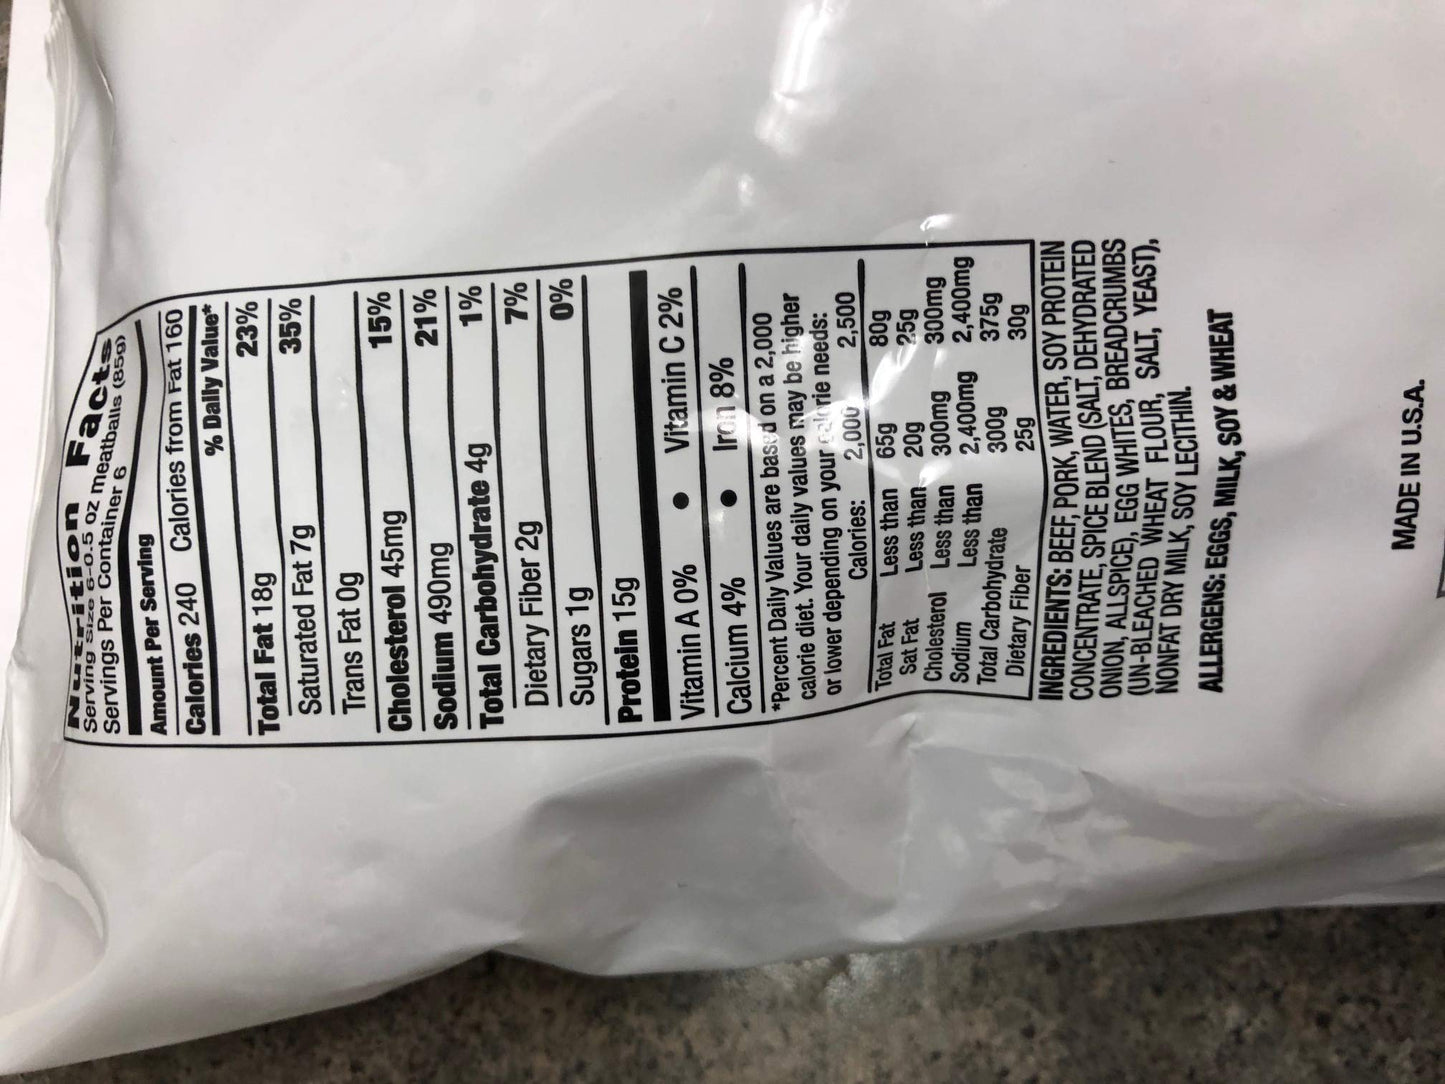 Nutrition Facts
Serving Size 6-0.5 oz meatballs (85g)
Servings Per Container 6
Amount Per Serving
Calories 240 Calories from Fat 160
% Daily Value*
Total Fat 18g 23%
Saturated Fat 7g 35%
Trans Fat 0g
Cholesterol 45mg 15%
Sodium 490mg 21%
Total Carbohydrate 4g 1%
Dietary Fiber 2g 7%
Sugars 1g 0%
Protein 15g
Vitamin A 0% • Vitamin C 2%
Calcium 4% • Iron 8%
*Percent Daily Values are based on a 2,000
calorie diet. Your daily values may be higher
or lower depending on your calorie needs:
Calories: 2,000 2,500
Total Fat Less than 65g 80g
Sat Fat Less than 20g 25g
Cholesterol Less than 300mg 300mg
Sodium Less than 2,400mg 2,400mg
Total Carbohydrate 300g 375g
Dietary Fiber 25g 30g
INGREDIENTS: BEEF, PORK, WATER, SOY PROTEIN
CONCENTRATE, SPICE BLEND (SALT, DEHYDRATED
ONION, ALLSPICE), EGG WHITES, BREADCRUMBS
(UN-BLEACHED WHEAT FLOUR, SALT, YEAST),
NONFAT DRY MILK, SOY LECITHIN.
ALLERGENS: EGGS, MILK, SOY & WHEAT
MADE IN U.S.A.